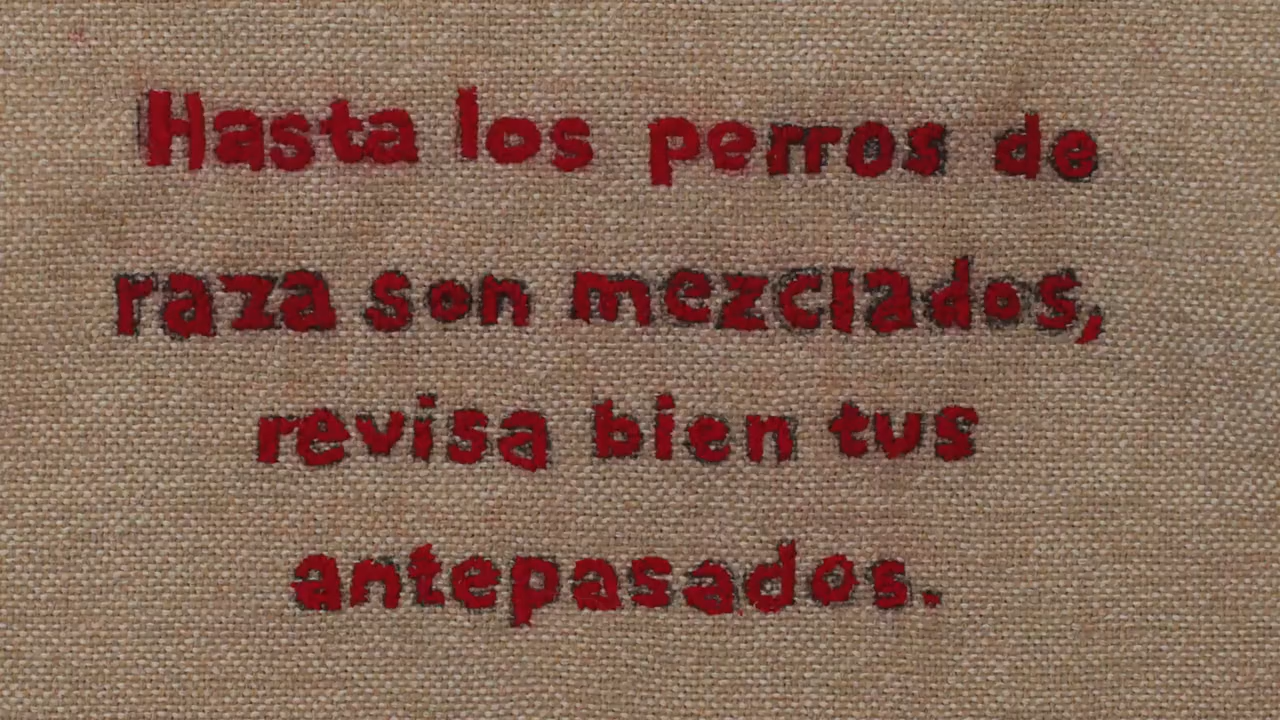 Hasta los perros de
raza son mezclados,
revisa bien tus
antepasados.